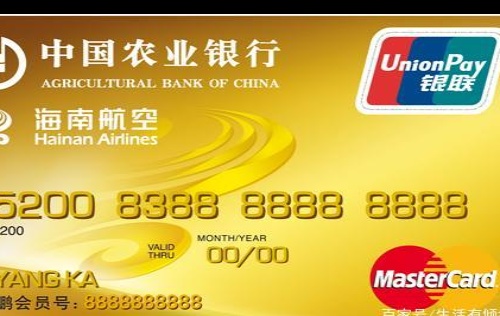 中国农业银行
AGRICULTURAL BANK OF CHINA
UnionPay
银联
海南航空
Hainan Airlines
5200 8388 8888 8888
200
VALID
THRU
MONTH/YEAR
00/00
YANG KA
鹏会员号: 8888888888
MasterCard